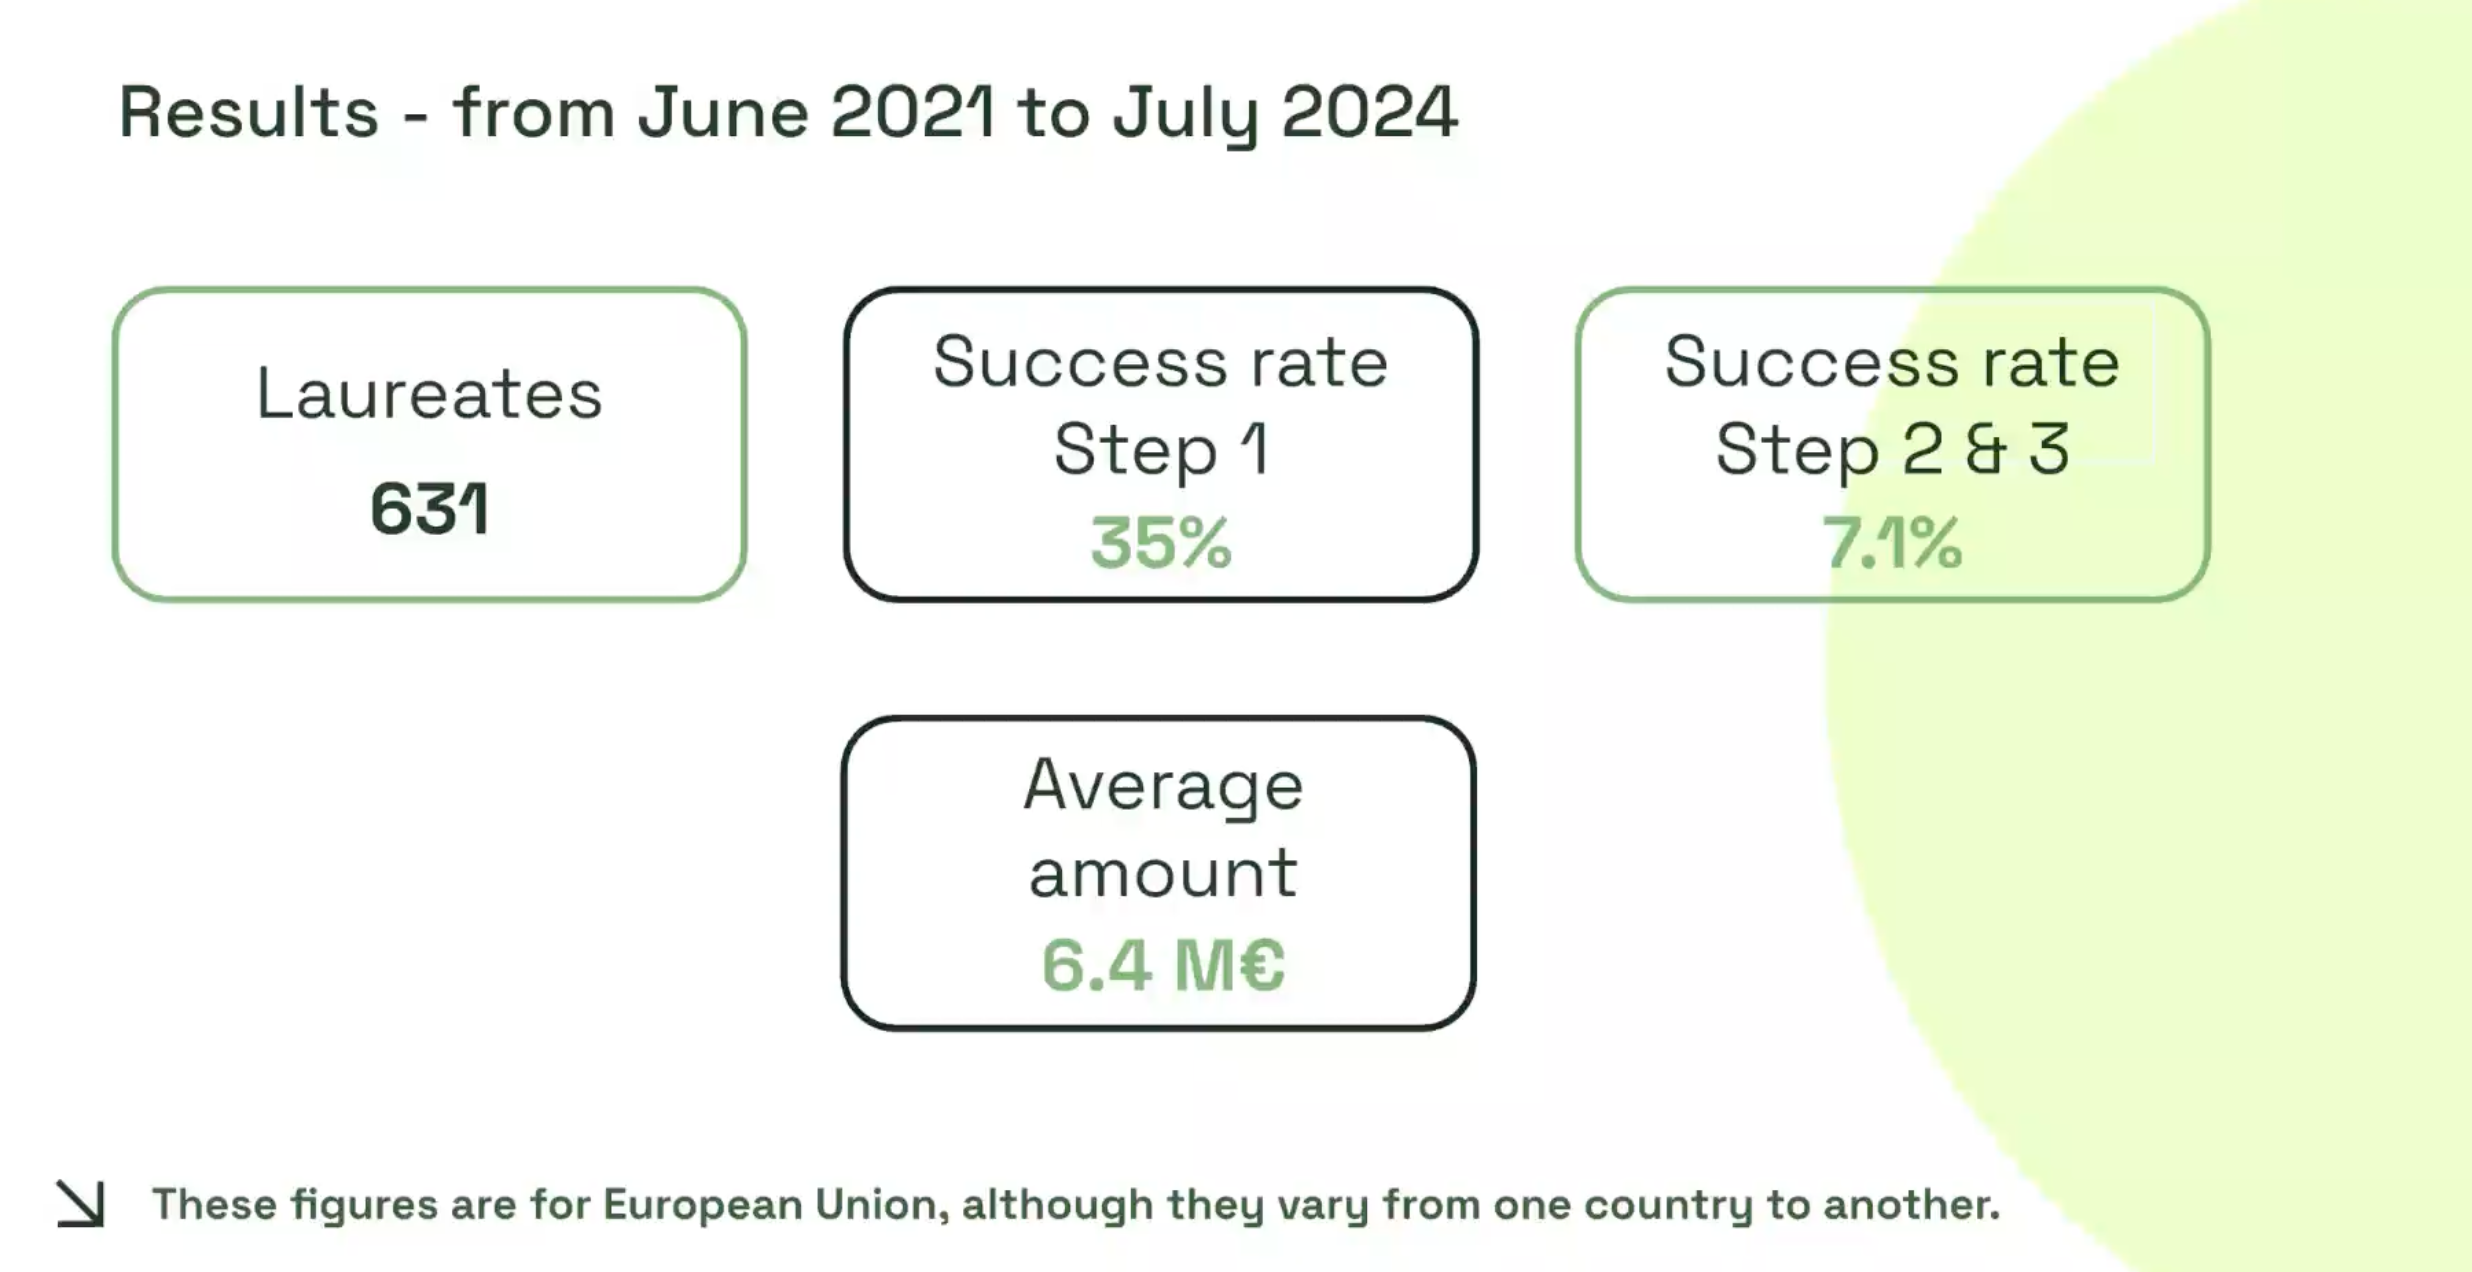 Results - from June 2021 to July 2024
Laureates
631
Success rate
Step 1
35%
Success rate
Step 2 & 3
7.1%
Average
amount
6.4 M€
These figures are for European Union, although they vary from one country to another.